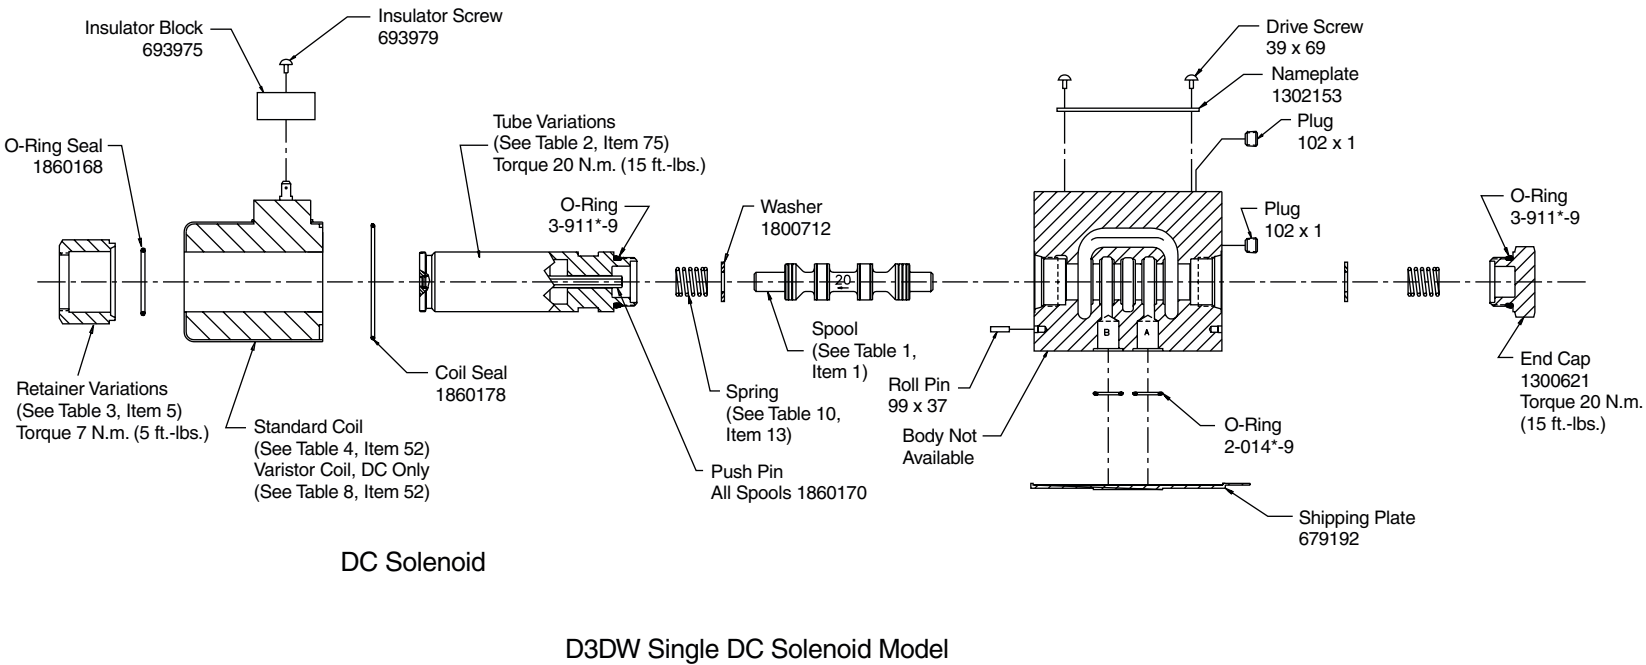 Insulator Block
693975
Insulator Screw
693979
O-Ring Seal
1860168
Tube Variations
(See Table 2, Item 75)
Torque 20 N.m. (15 ft.-lbs.)
O-Ring
3-911*-9
Washer
1800712
Drive Screw
39 x 69
Nameplate
1302153
Plug
102 x 1
Plug
102 x 1
O-Ring
3-911*-9
20
B
A
Retainer Variations
(See Table 3, Item 5)
Torque 7 N.m. (5 ft.-lbs.)
Standard Coil
(See Table 4, Item 52)
Varistor Coil, DC Only
(See Table 8, Item 52)
Coil Seal
1860178
Spring
(See Table 10,
Item 13)
Push Pin
All Spools 1860170
Spool
(See Table 1,
Item 1)
Roll Pin
99 x 37
Body Not
Available
O-Ring
2-014*-9
Shipping Plate
679192
End Cap
1300621
Torque 20 N.m.
(15 ft.-lbs.)
DC Solenoid
D3DW Single DC Solenoid Model